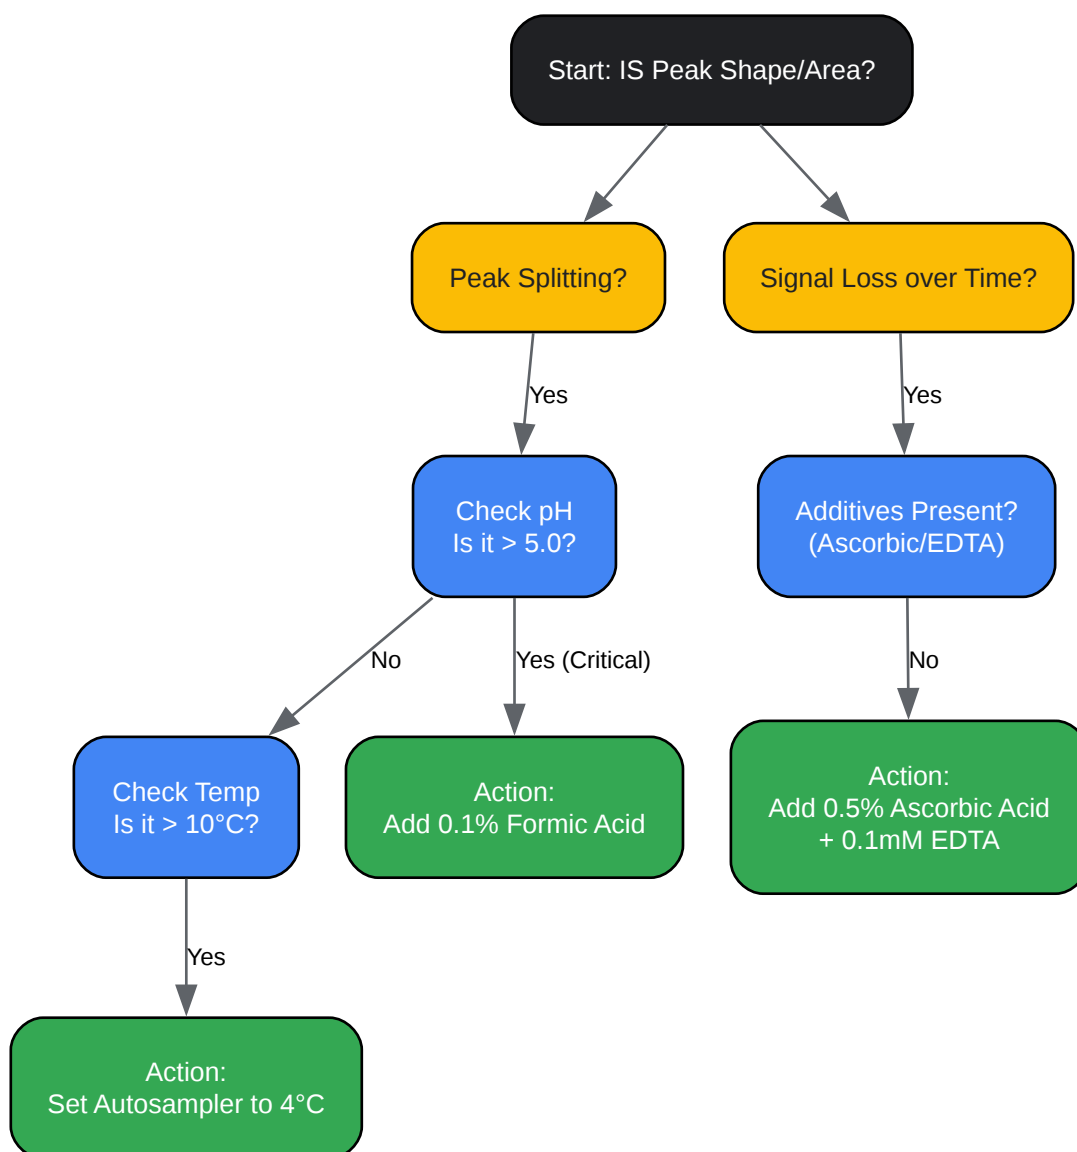 Start: IS Peak Shape/Area?
Peak Splitting?
Signal Loss over Time?
Yes
Yes
Check pH
Is it > 5.0?
Additives Present?
(Ascorbic/EDTA)
No
Yes (Critical)
No
Check Temp
Is it > 10°C?
Action:
Add 0.1% Formic Acid
Action:
Add 0.5% Ascorbic Acid
+ 0.1mM EDTA
Yes
Action:
Set Autosampler to 4°C